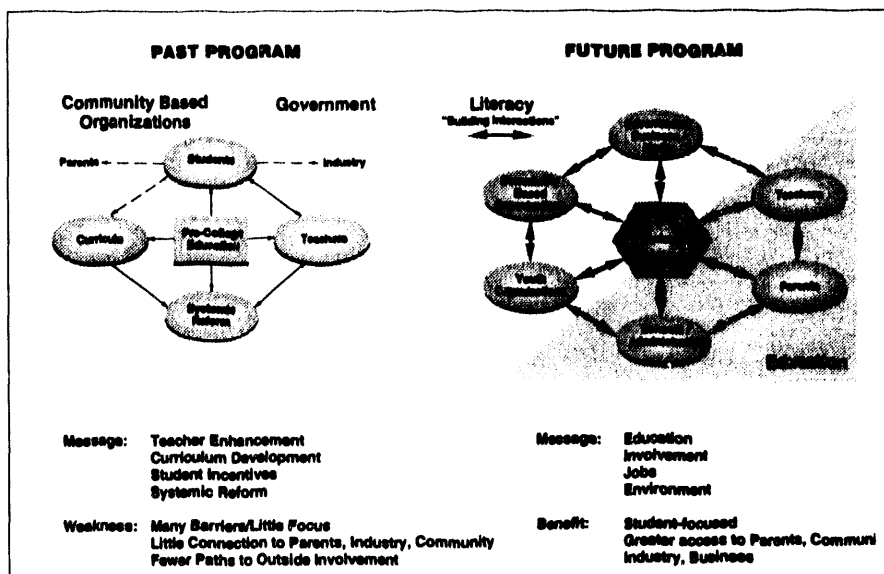 PAST PROGRAM
Community Based
Organizations
Government
Students
Parents
Industry
Curricula
Pre-College
Education
Teachers
Systemic
Reform
Message: Teacher Enhancement
Curriculum Development
Student Incentives
Systemic Reform
Weakness: Many Barriers/Little Focus
Little Connection to Parents, Industry, Community
Fewer Paths to Outside Involvement
FUTURE PROGRAM
Literacy
"Building Interactions"
Based
Teachers
Youth
Parents
Education
Message: Education
Involvement
Jobs
Environment
Benefit: Student-focused
Greater access to Parents, Communi
Industry, Business